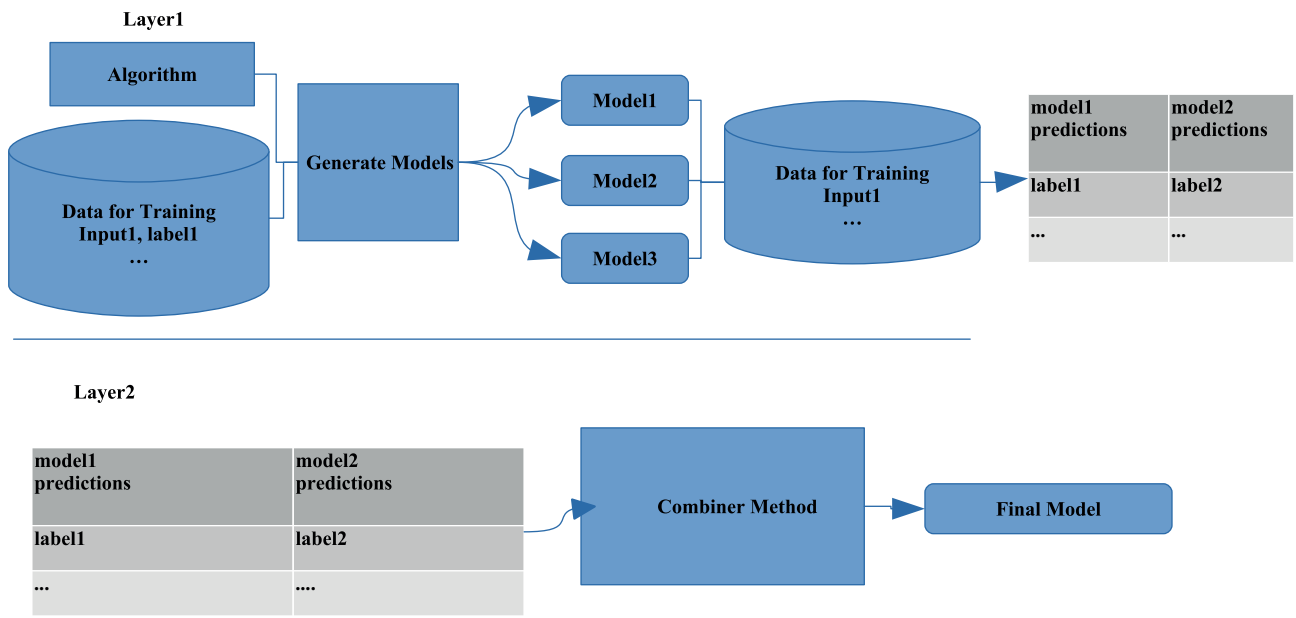 Layer1
Algorithm
Data for Training
Input1, label1
…
Generate Models
Model1
Model2
Model3
Data for Training
Input1
…
model1
predictions
model2
predictions
label1
label2
...
...
Layer2
model1
predictions
model2
predictions
label1
label2
...
....
Combiner Method
Final Model